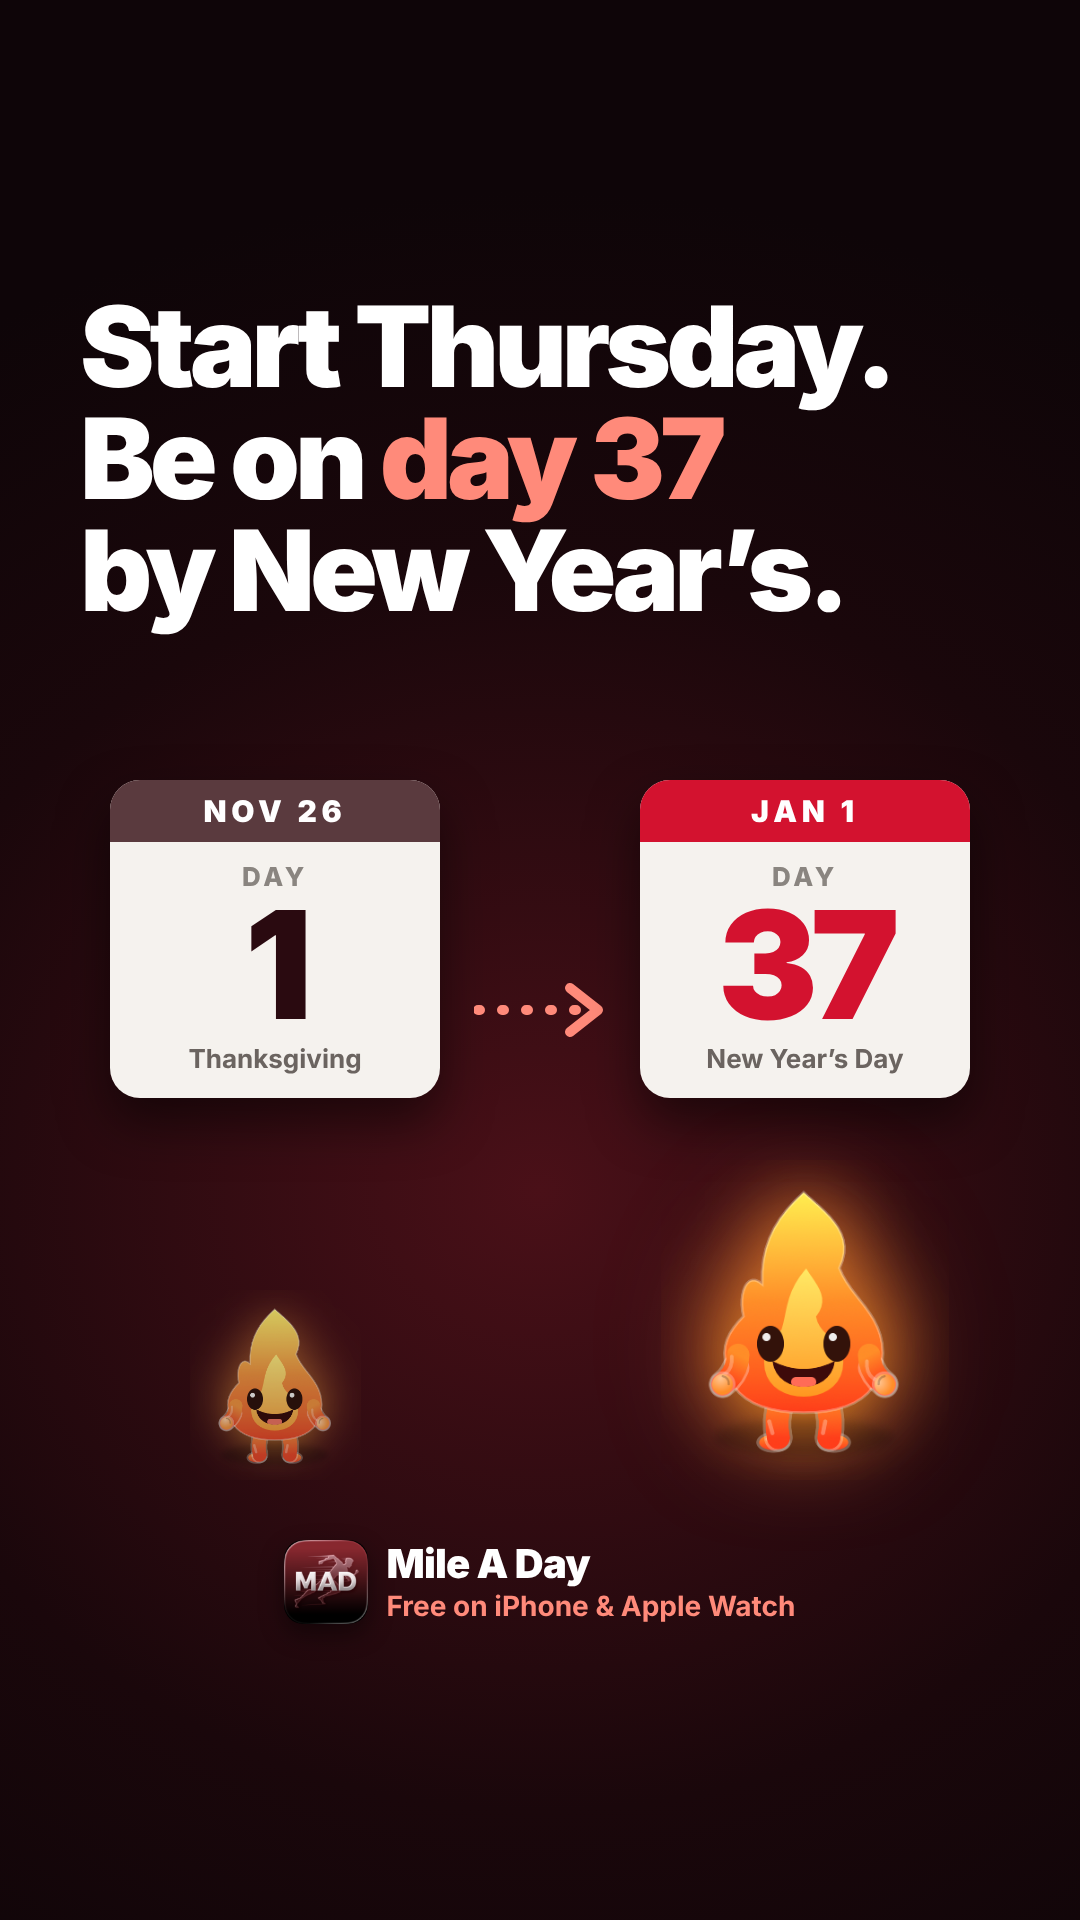 Start Thursday.
Be on day 37
by New Year’s.
NOV 26
DAY
1
Thanksgiving
JAN 1
DAY
37
New Year’s Day
MAD
Mile A Day
Free on iPhone & Apple Watch